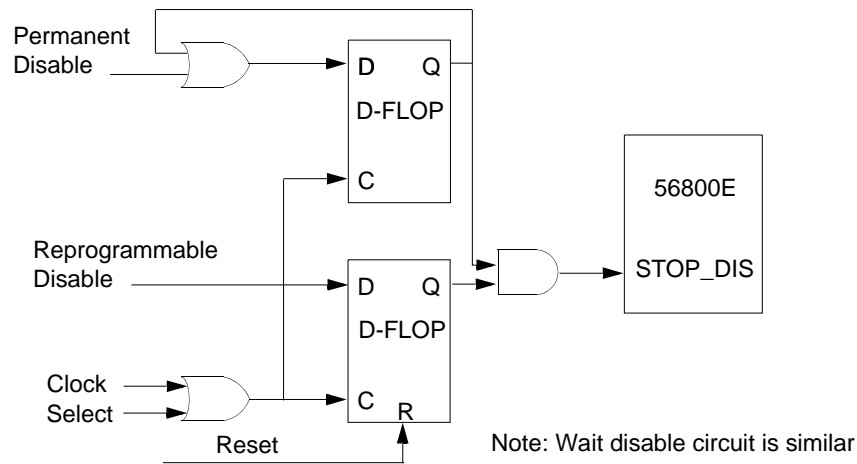 Permanent
Disable
D
Q
D-FLOP
C
56800E
STOP_DIS
Reprogrammable
Disable
D
Q
D-FLOP
C
R
Clock
Select
Reset
Note: Wait disable circuit is similar